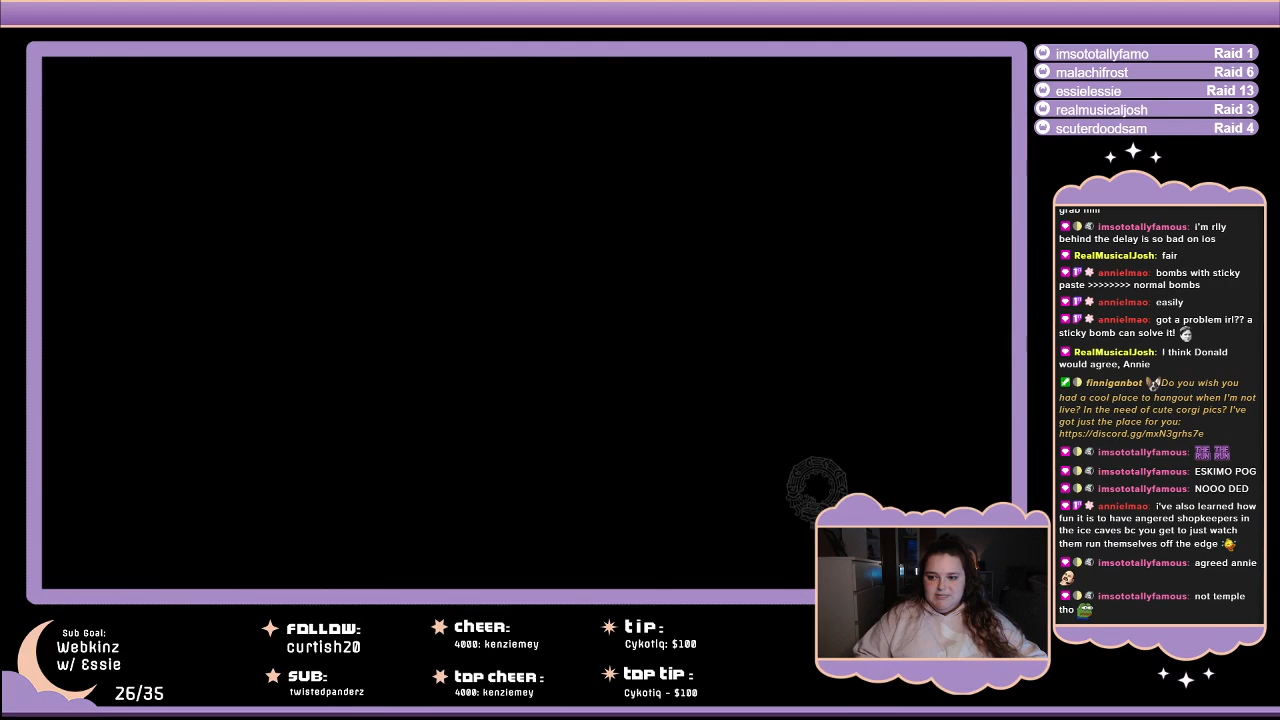 imsototallyfamo Raid 1
malachifrost Raid 6
essielessie Raid 13
realmusicaljosh Raid 3
scuterdoodsam Raid 4
imsototallyfamous: i'm rlly
behind the delay is so bad on ios
RealMusicalJosh: fair
annielmao: bombs with sticky
paste >>>>>>>> normal bombs
annielmao: easily
annielmao: got a problem irl?? a
sticky bomb can solve it!
RealMusicalJosh: I think Donald
would agree, Annie
finniganbot Do you wish you
had a cool place to hangout when I'm not
live? In the need of cute corgi pics? I've
got just the place for you:
https://discord.gg/mxN3grhs7e
imsototallyfamous: THE RUN THE RUN
imsototallyfamous: ESKIMO POG
imsototallyfamous: NOOO DED
annielmao: i've also learned how
fun it is to have angered shopkeepers in
the ice caves bc you get to just watch
them run themselves off the edge
imsototallyfamous: agreed annie
imsototallyfamous: not temple
tho
Sub Goal:
Webkinz
w/ Essie
26/35
FOLLOW:
curtish20
SUB:
twistedpanderz
CHEER:
4000: kenziemey
TOP CHEER:
4000: kenziemey
TIP:
Cykotiq: $100
TOP TIP:
Cykotiq - $100